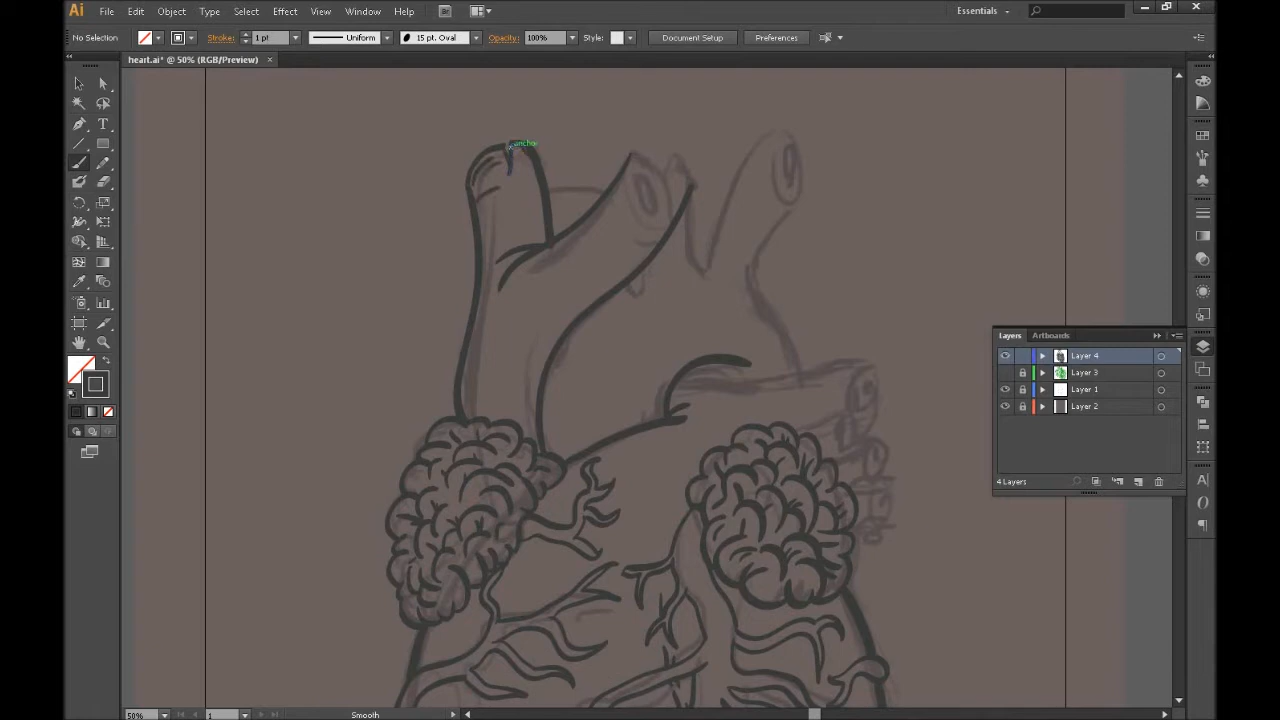 Ai File Edit Object Type Select Effect View Window Help Essentials
No Selection Stroke: 1 pt Uniform 15 pt. Oval Opacity: 100% Style: Document Setup Preferences
heart.ai* @ 50% (RGB/Preview)
anchor
Layers Artboards
Layer 4
Layer 3
Layer 1
Layer 2
4 Layers
50% 1 Smooth